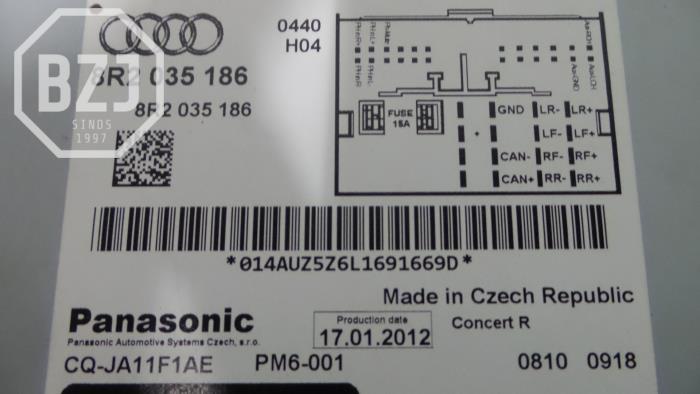 BZJ
SINDS
1997
8R2 035 186
8R2 035 186
0440
H04
FUSE
15A
GND LR- LR+
+ LF- LF+
CAN- RF- RF+
CAN+ RR- RR+
*014AUZ5Z6L1691669D*
Made in Czech Republic
Panasonic
Panasonic Automotive Systems Czech, s.r.o.
Production date
17.01.2012
Concert R
CQ-JA11F1AE PM6-001 0810 0918